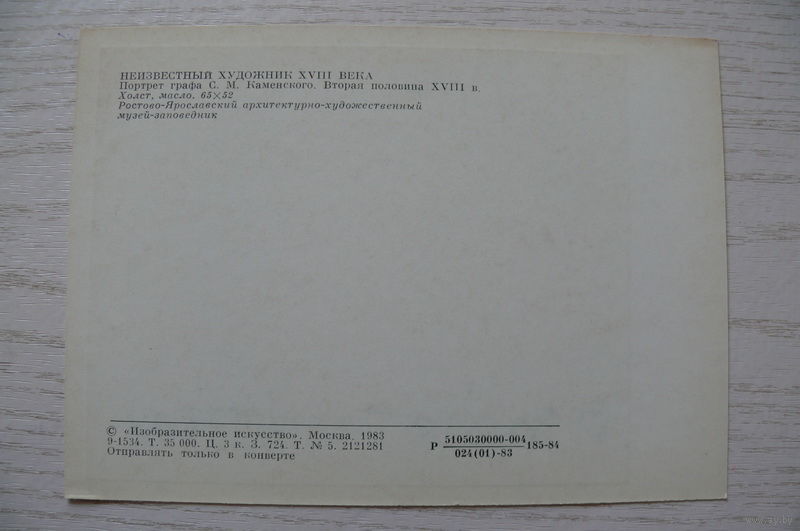 НЕИЗВЕСТНЫЙ ХУДОЖНИК XVIII ВЕКА
Портрет графа С. М. Каменского. Вторая половина XVIII в.
Холст, масло. 65×52
Ростово-Ярославский архитектурно-художественный
музей-заповедник
© «Изобразительное искусство». Москва. 1983
9-1534. Т. 35 000. Ц. 3 к. З. 724. Т. № 5. 2121281
Отправлять только в конверте
Р 5105030000-004 185-84
024(01)-83